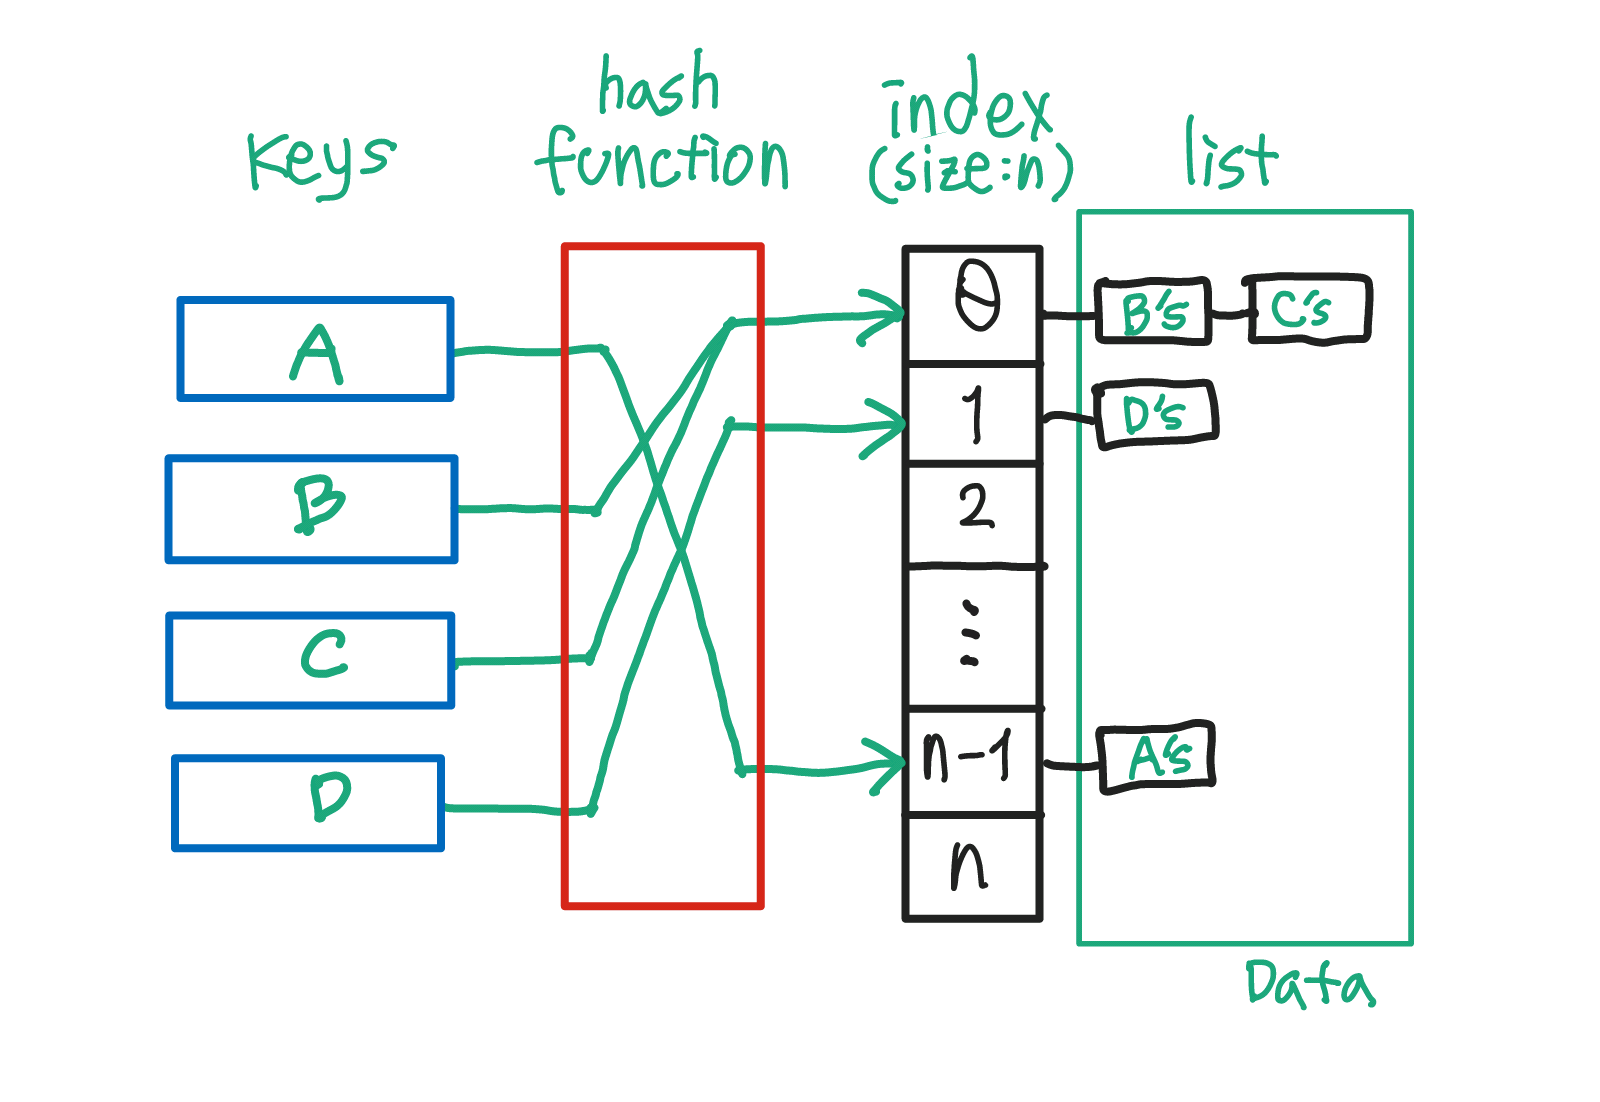 Keys
hash
function
index
(size:n)
list
A
B
C
D
0
1
2
⋮
n-1
n
B's
C's
D's
A's
Data